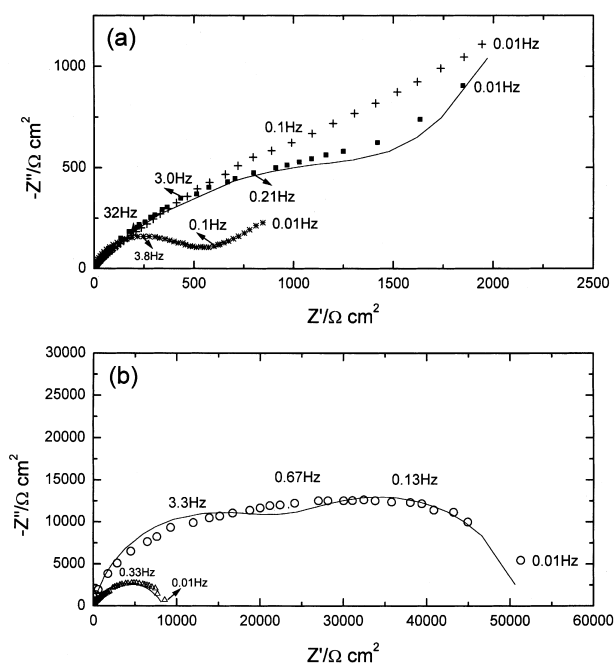 (a)
1000
500
0
-Z"/Ω cm²
0.01Hz
0.01Hz
0.1Hz
3.0Hz
0.21Hz
32Hz
0.1Hz
0.01Hz
3.8Hz
0 500 1000 1500 2000 2500
Z'/Ω cm²
(b)
30000
25000
20000
15000
10000
5000
0
-Z"/Ω cm²
0.67Hz
0.13Hz
3.3Hz
0.01Hz
0.33Hz
0.01Hz
0 10000 20000 30000 40000 50000 60000
Z'/Ω cm²